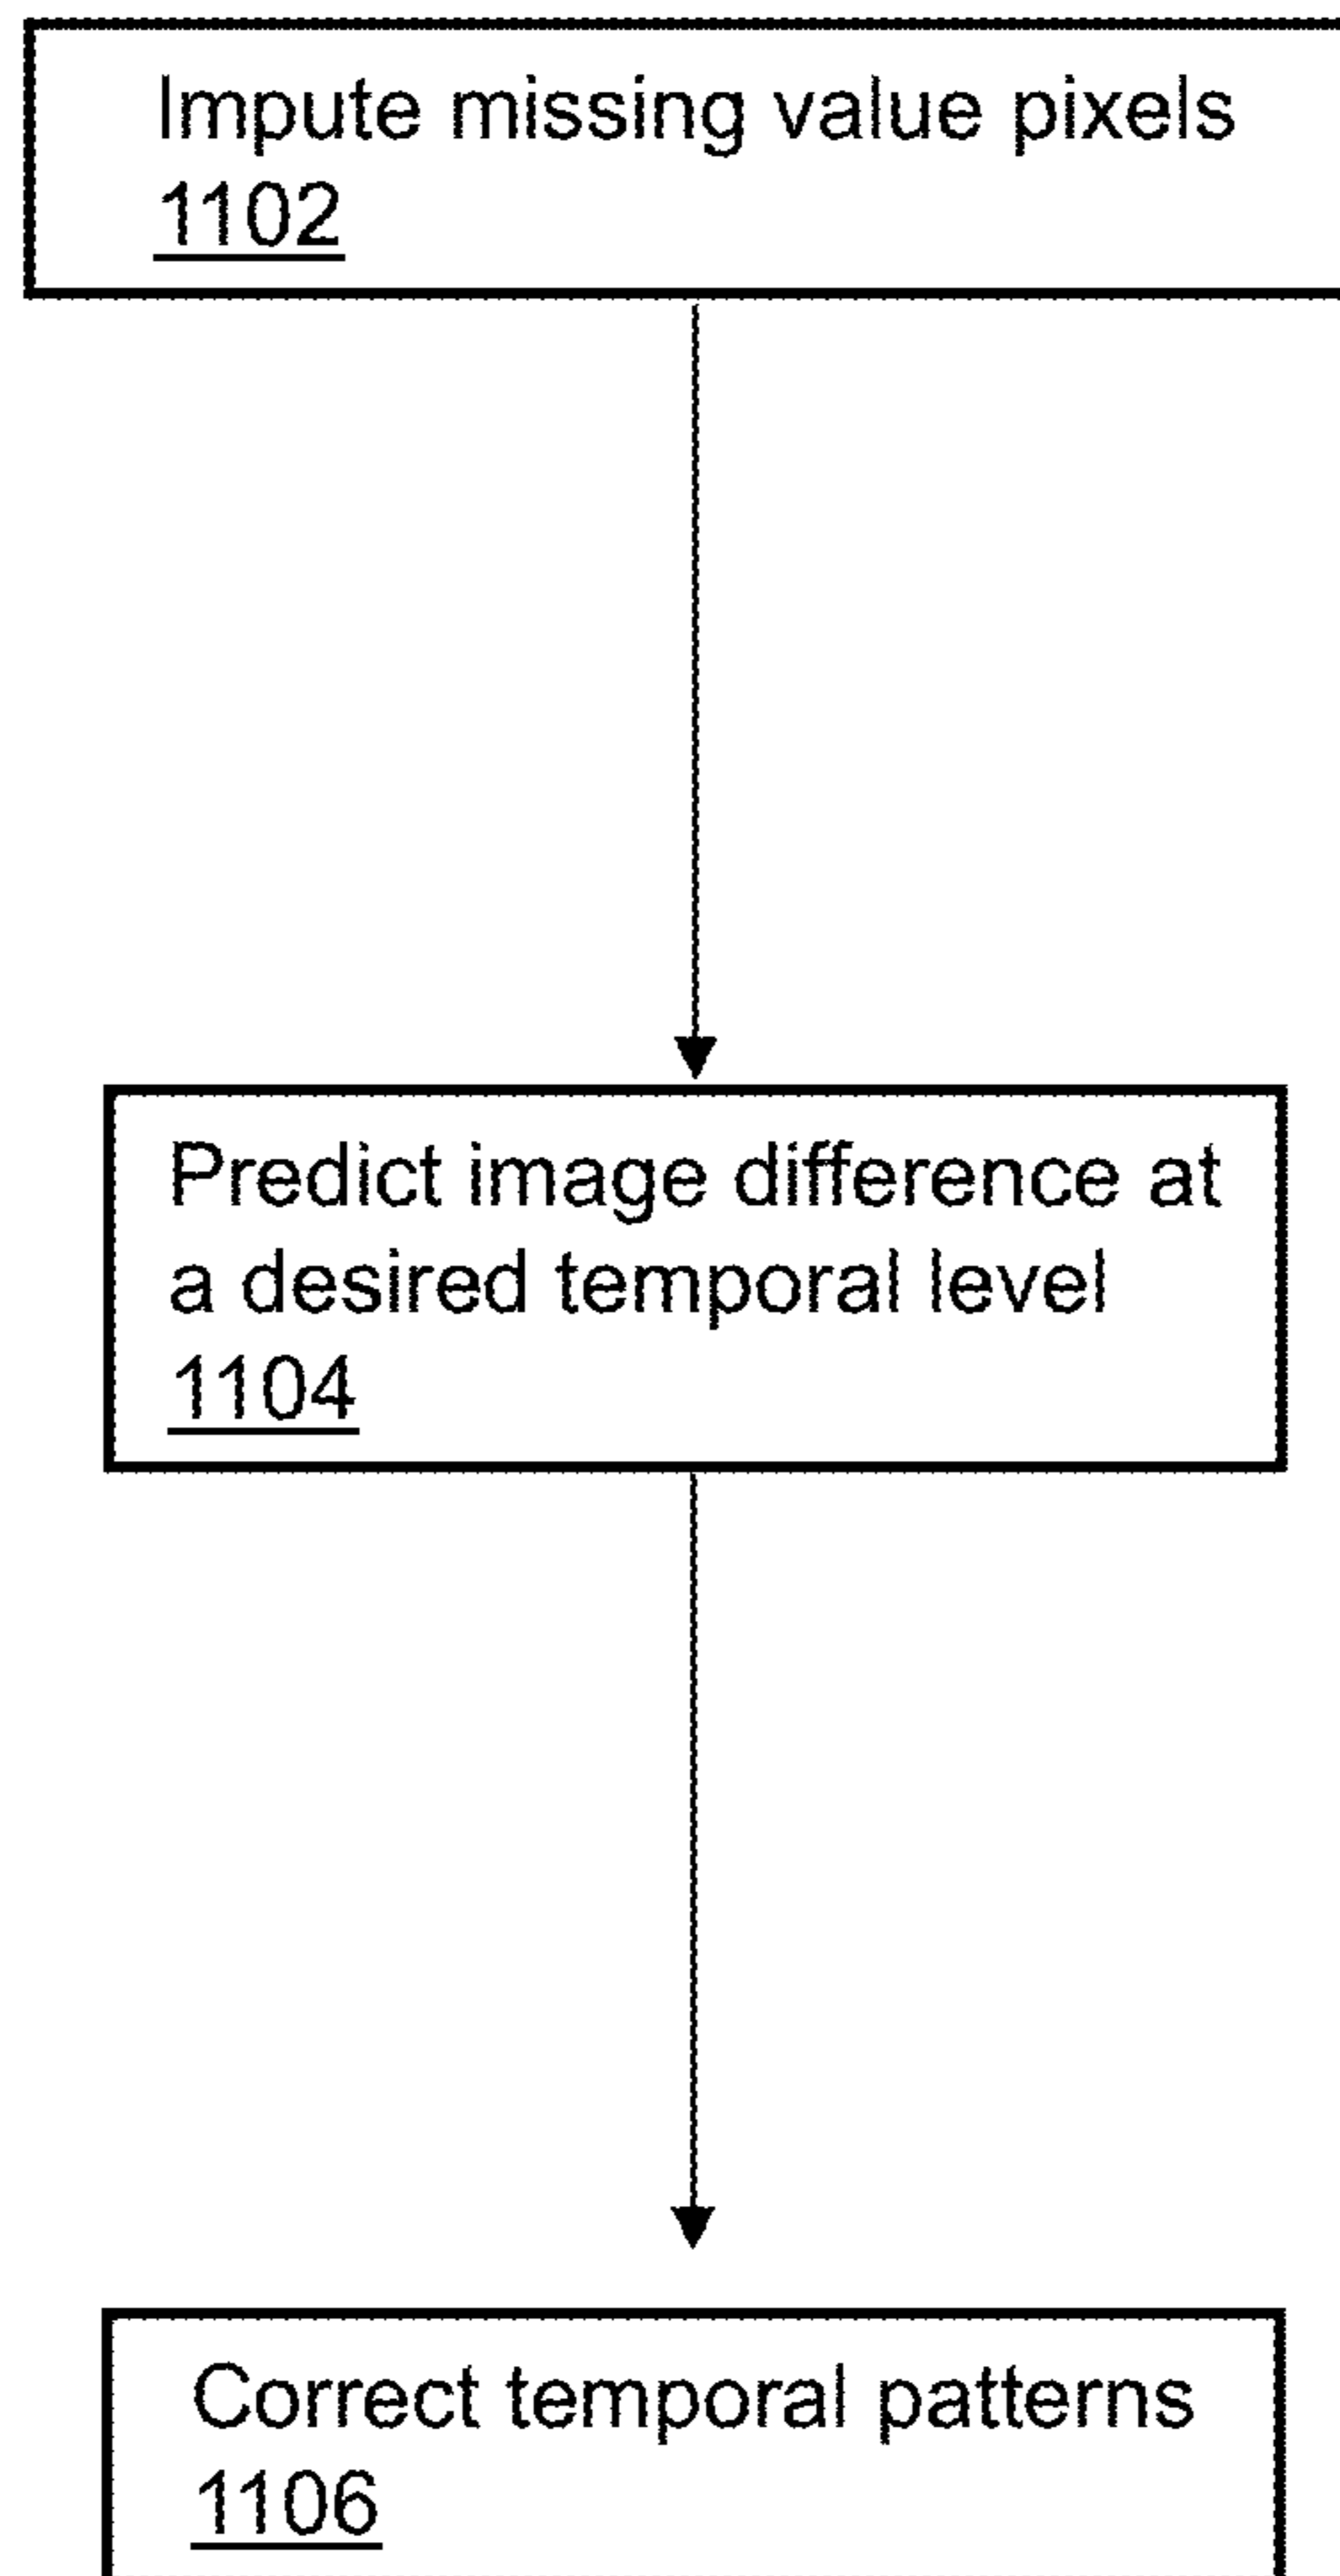 Impute missing value pixels
1102
Predict image difference at
a desired temporal level
1104
Correct temporal patterns
1106